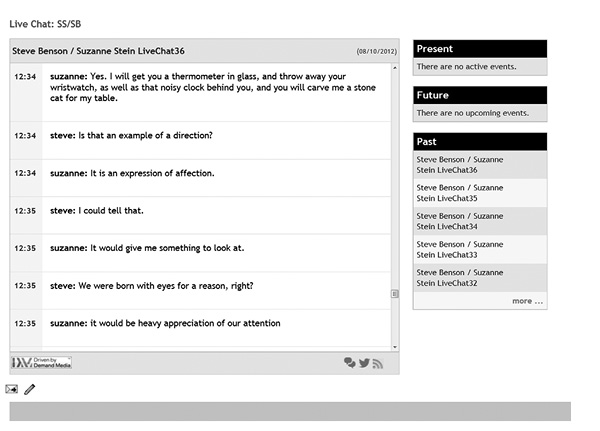 Live Chat: SS/SB
Steve Benson / Suzanne Stein LiveChat36
(08/10/2012)
12:34
suzanne: Yes. I will get you a thermometer in glass, and throw away your
wristwatch, as well as that noisy clock behind you, and you will carve me a stone
cat for my table.
12:34
steve: Is that an example of a direction?
12:34
suzanne: It is an expression of affection.
12:35
steve: I could tell that.
12:35
suzanne: It would give me something to look at.
12:35
steve: We were born with eyes for a reason, right?
12:35
suzanne: it would be heavy appreciation of our attention
Driven by
Demand Media
Present
There are no active events.
Future
There are no upcoming events.
Past
Steve Benson / Suzanne
Stein LiveChat36
Steve Benson / Suzanne
Stein LiveChat35
Steve Benson / Suzanne
Stein LiveChat34
Steve Benson / Suzanne
Stein LiveChat33
Steve Benson / Suzanne
Stein LiveChat32
more ...